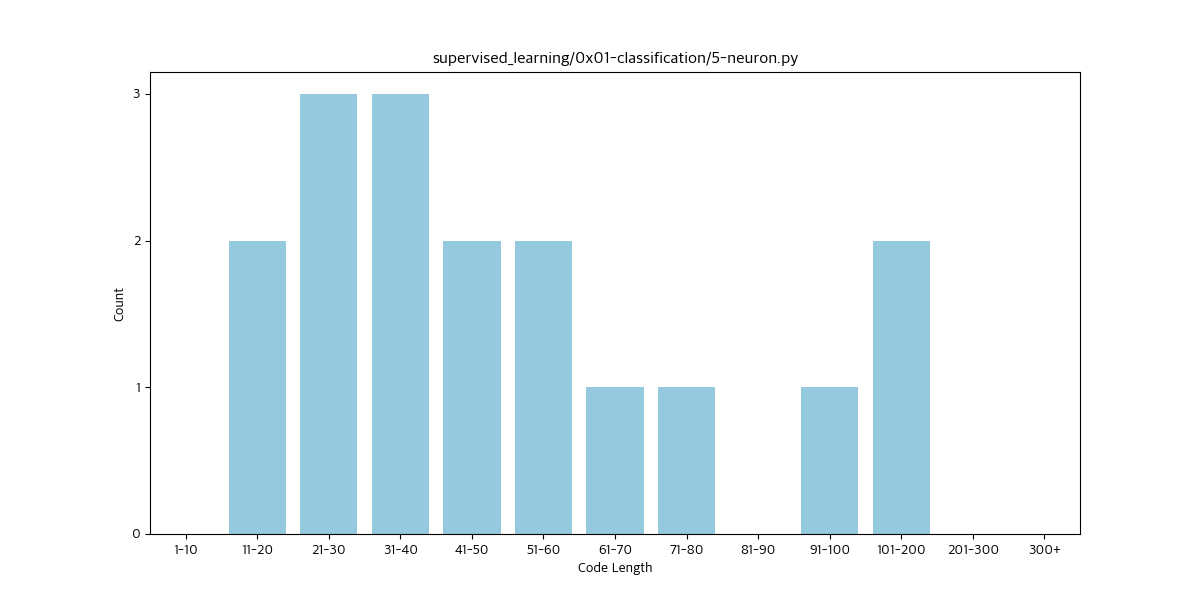 supervised_learning/0x01-classification/5-neuron.py
3
2
1
0
Count
1-10 11-20 21-30 31-40 41-50 51-60 61-70 71-80 81-90 91-100 101-200 201-300 300+
Code Length